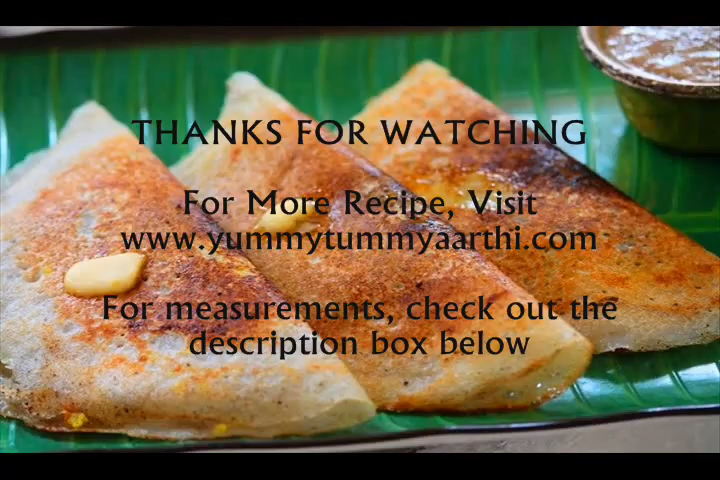 THANKS FOR WATCHING
For More Recipe, Visit
www.yummytummyaarthi.com
For measurements, check out the
description box below